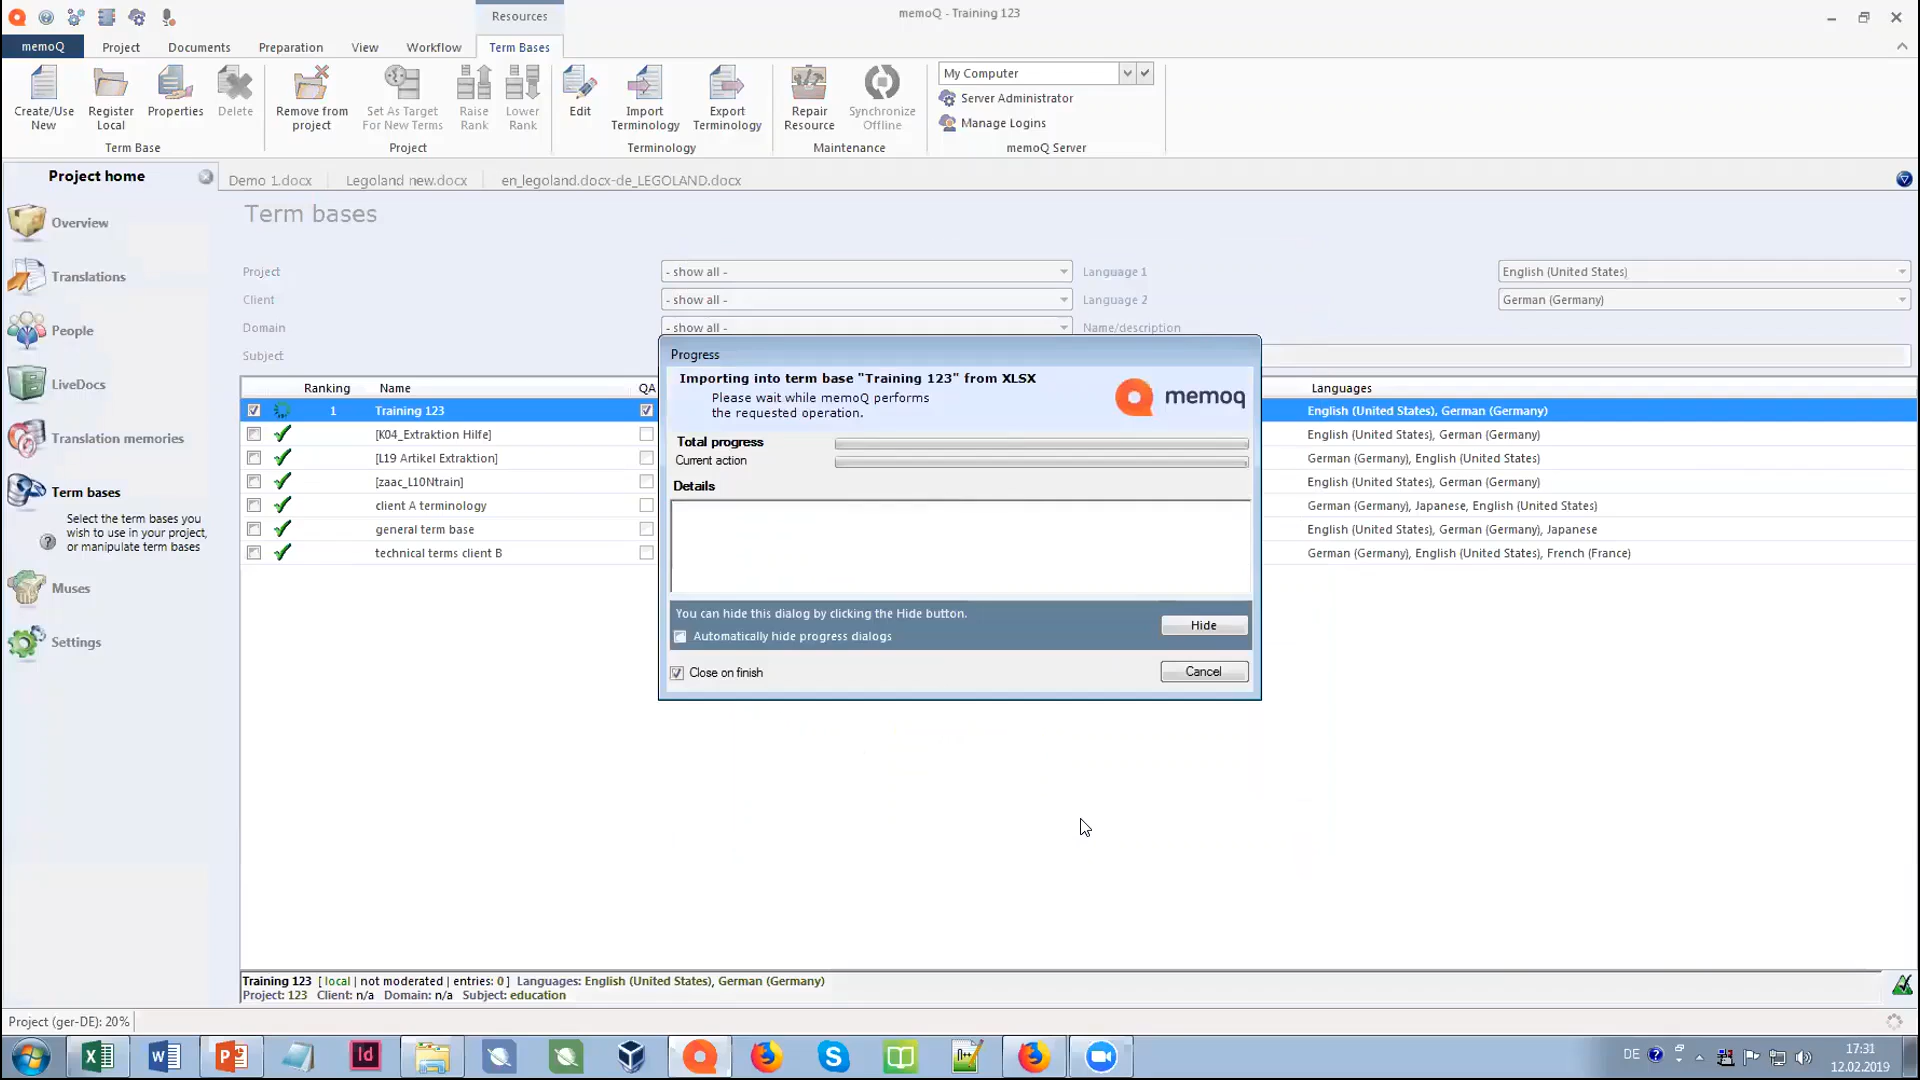 Resources
memoQ - Training 123
memoQ
Project
Documents
Preparation
View
Workflow
Term Bases
Create/Use New
Register Local
Properties
Delete
Remove from project
Set As Target For New Terms
Raise Rank
Lower Rank
Edit
Import Terminology
Export Terminology
Repair Resource
Synchronize Offline
My Computer
Server Administrator
Manage Logins
Term Base
Project
Terminology
Maintenance
memoQ Server
Project home
Demo 1.docx
Legoland new.docx
en_legoland.docx-de_LEGOLAND.docx
Overview
Translations
People
LiveDocs
Translation memories
Term bases
Select the term bases you
wish to use in your project,
or manipulate term bases
Muses
Settings
Term bases
Project - show all - Language 1 English (United States)
Client - show all - Language 2 German (Germany)
Domain - show all - Name/description
Subject
Ranking Name QA Languages
1 Training 123 English (United States), German (Germany)
[K04_Extraktion Hilfe] English (United States), German (Germany)
[L19 Artikel Extraktion] German (Germany), English (United States)
[zaac_L10Ntrain] English (United States), German (Germany)
client A terminology German (Germany), Japanese, English (United States)
general term base English (United States), German (Germany), Japanese
technical terms client B German (Germany), English (United States), French (France)
Progress
Importing into term base "Training 123" from XLSX
Please wait while memoQ performs
the requested operation.
memoq
Total progress
Current action
Details
You can hide this dialog by clicking the Hide button.
Automatically hide progress dialogs
Hide
Close on finish
Cancel
Training 123 [ local | not moderated | entries: 0 ] Languages: English (United States), German (Germany)
Project: 123 Client: n/a Domain: n/a Subject: education
Project (ger-DE): 20%
Id
DE
17:31
12.02.2019